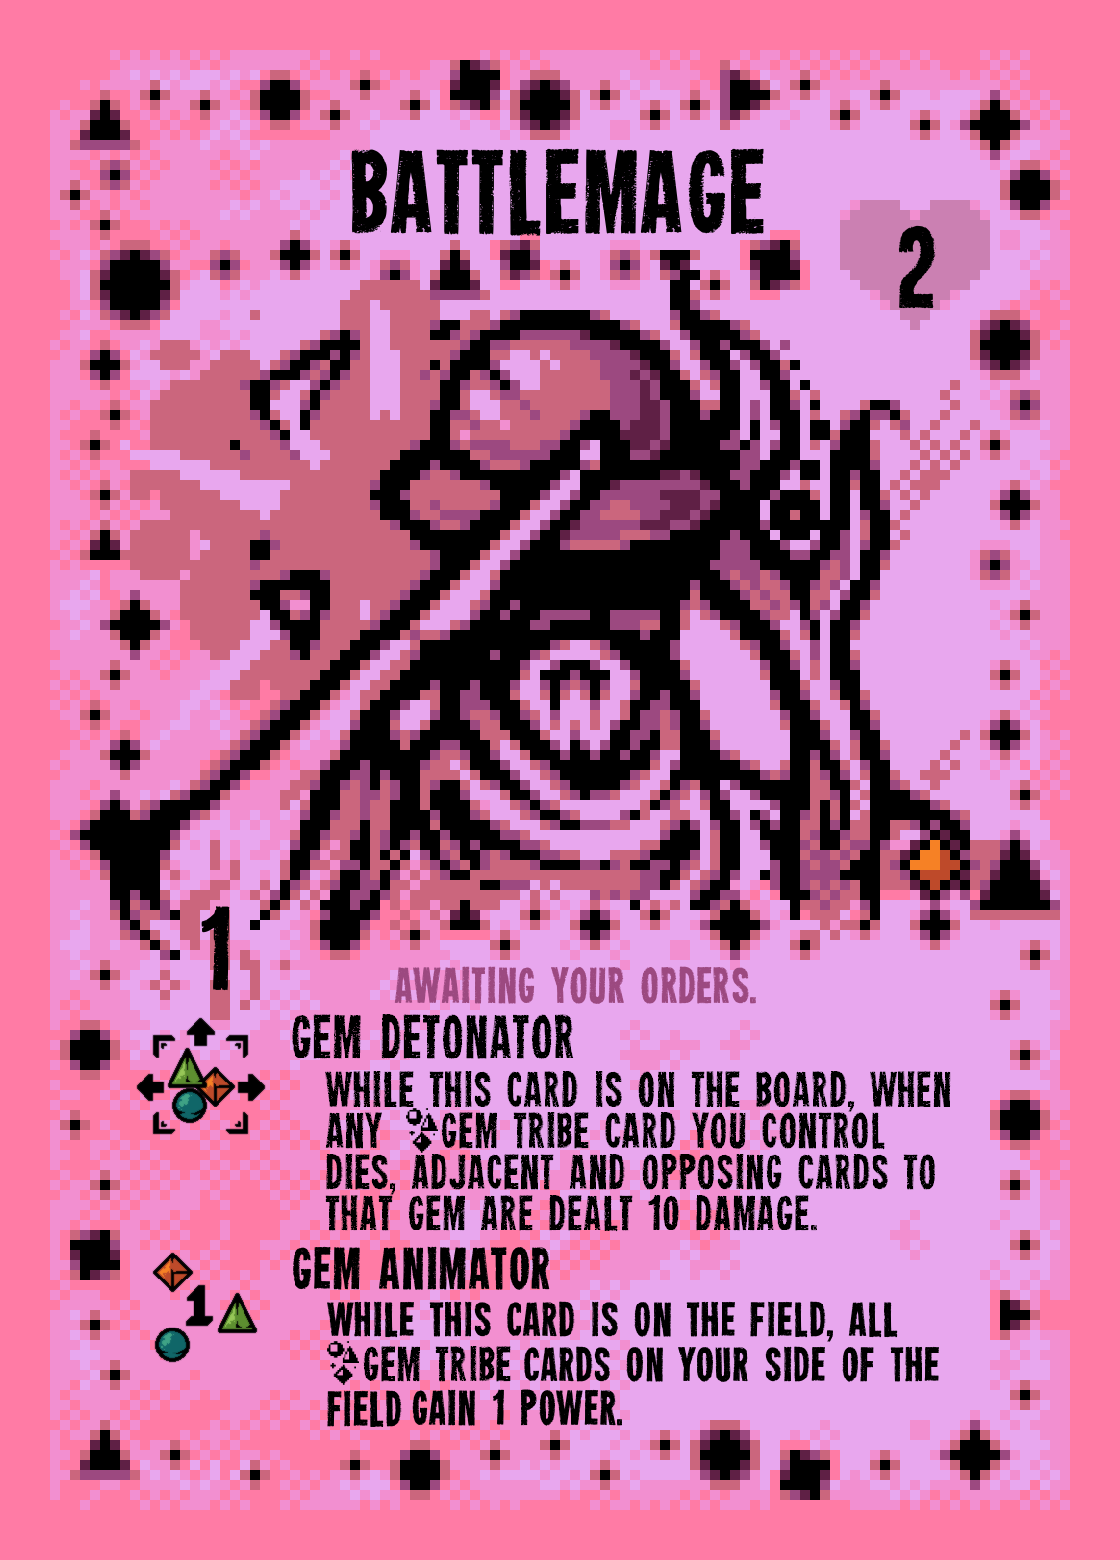 BATTLEMAGE
2
1
AWAITING YOUR ORDERS.
GEM DETONATOR
WHILE THIS CARD IS ON THE BOARD, WHEN
ANY GEM TRIBE CARD YOU CONTROL
DIES, ADJACENT AND OPPOSING CARDS TO
THAT GEM ARE DEALT 10 DAMAGE.
GEM ANIMATOR
1
WHILE THIS CARD IS ON THE FIELD, ALL
GEM TRIBE CARDS ON YOUR SIDE OF THE
FIELD GAIN 1 POWER.